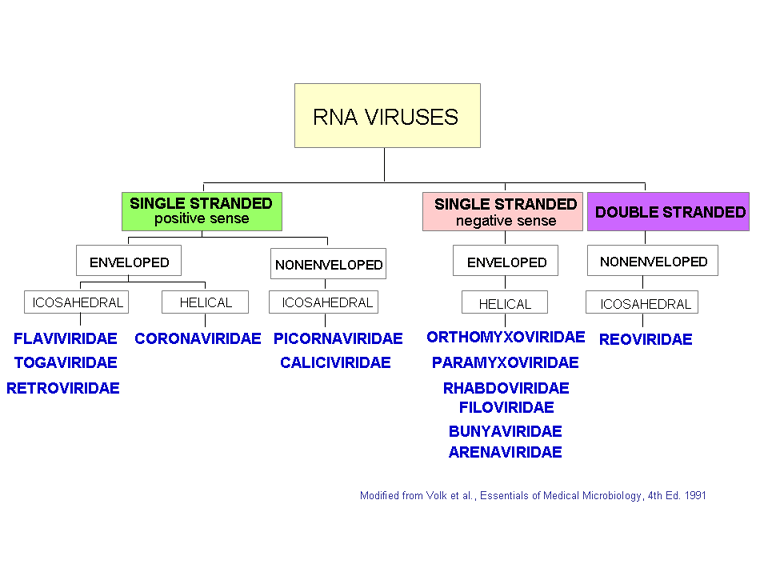 RNA VIRUSES
SINGLE STRANDED
positive sense
SINGLE STRANDED
negative sense
DOUBLE STRANDED
ENVELOPED
NONENVELOPED
ENVELOPED
NONENVELOPED
ICOSAHEDRAL
HELICAL
ICOSAHEDRAL
HELICAL
ICOSAHEDRAL
FLAVIVIRIDAE
TOGAVIRIDAE
RETROVIRIDAE
CORONAVIRIDAE
PICORNAVIRIDAE
CALICIVIRIDAE
ORTHOMYXOVIRIDAE
PARAMYXOVIRIDAE
RHABDOVIRIDAE
FILOVIRIDAE
BUNYAVIRIDAE
ARENAVIRIDAE
REOVIRIDAE
Modified from Volk et al., Essentials of Medical Microbiology, 4th Ed. 1991